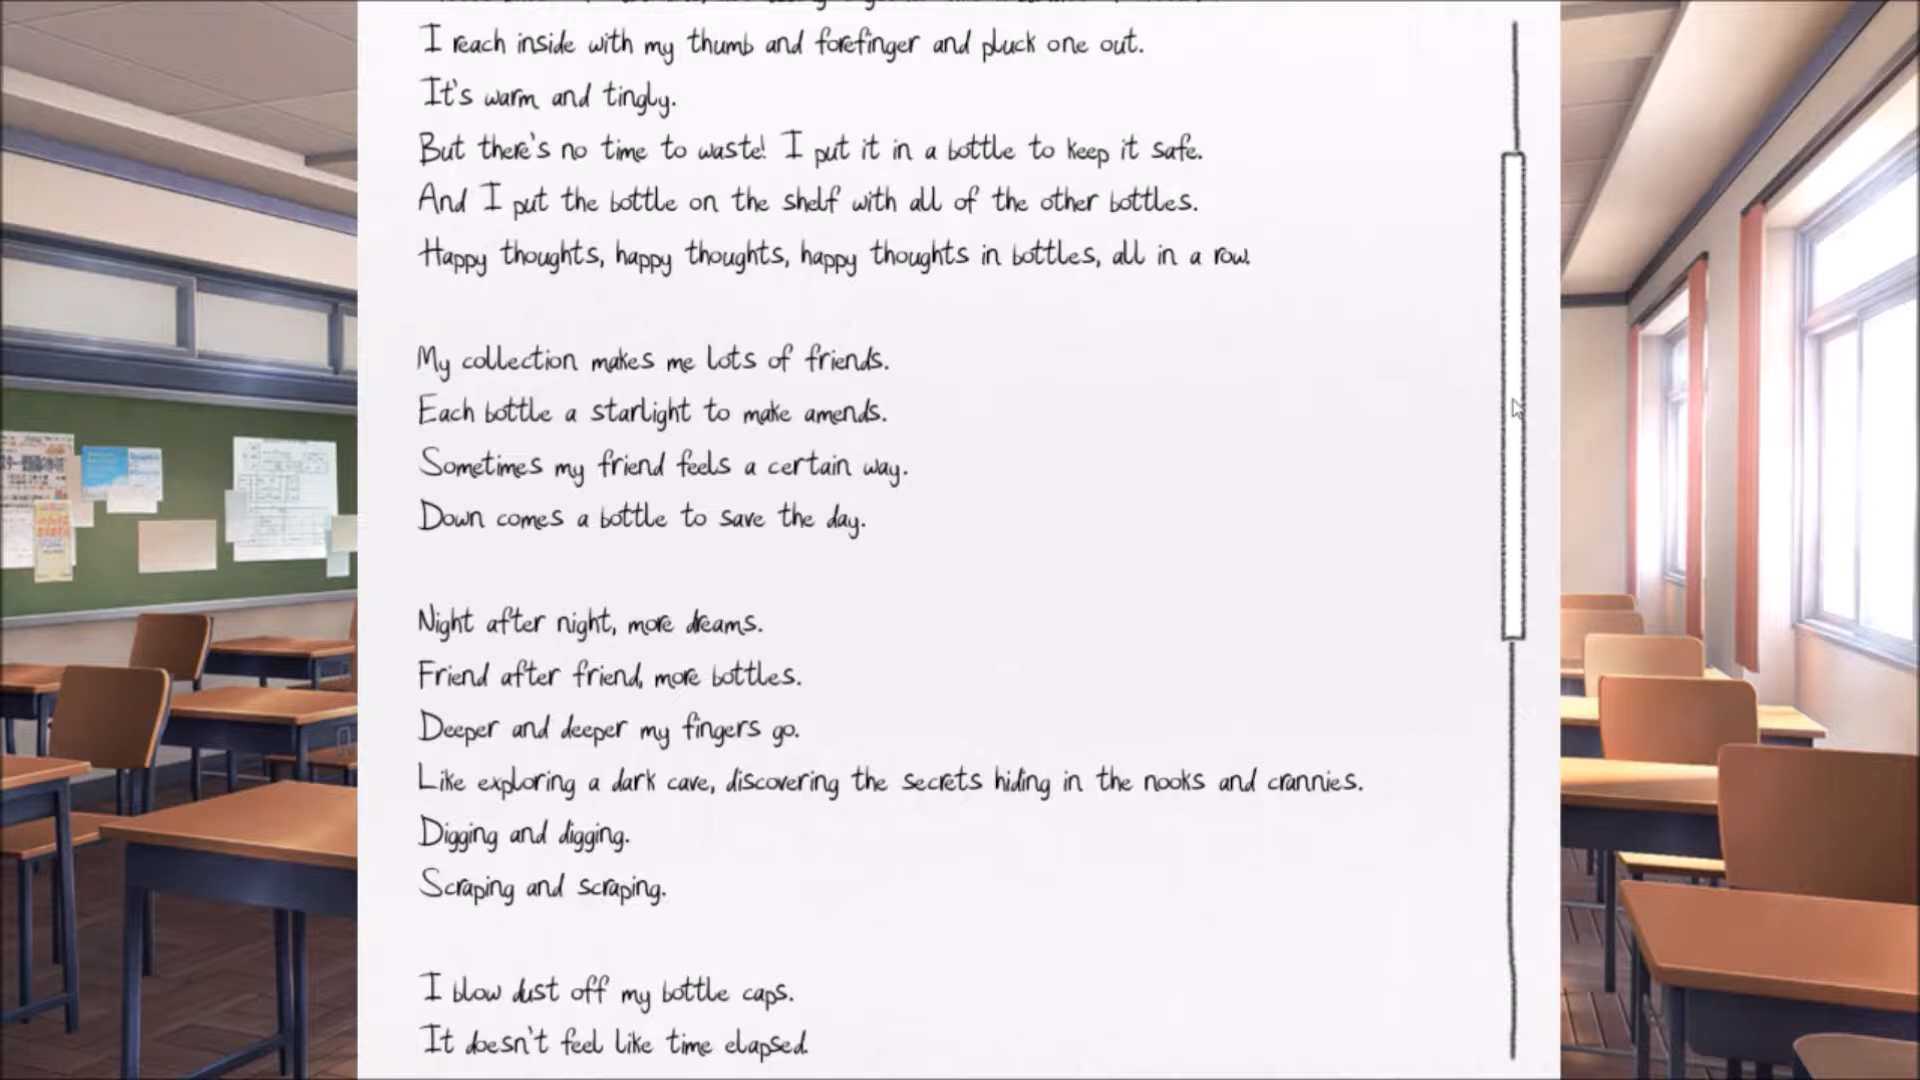 I reach inside with my thumb and forefinger and pluck one out.
It's warm and tingly.
But there's no time to waste! I put it in a bottle to keep it safe.
And I put the bottle on the shelf with all of the other bottles.
Happy thoughts, happy thoughts, happy thoughts in bottles, all in a row.
My collection makes me lots of friends.
Each bottle a starlight to make amends.
Sometimes my friend feels a certain way.
Down comes a bottle to save the day.
Night after night, more dreams.
Friend after friend, more bottles.
Deeper and deeper my fingers go.
Like exploring a dark cave, discovering the secrets hiding in the nooks and crannies.
Digging and digging.
Scraping and scraping.
I blow dust off my bottle caps.
It doesn't feel like time elapsed.